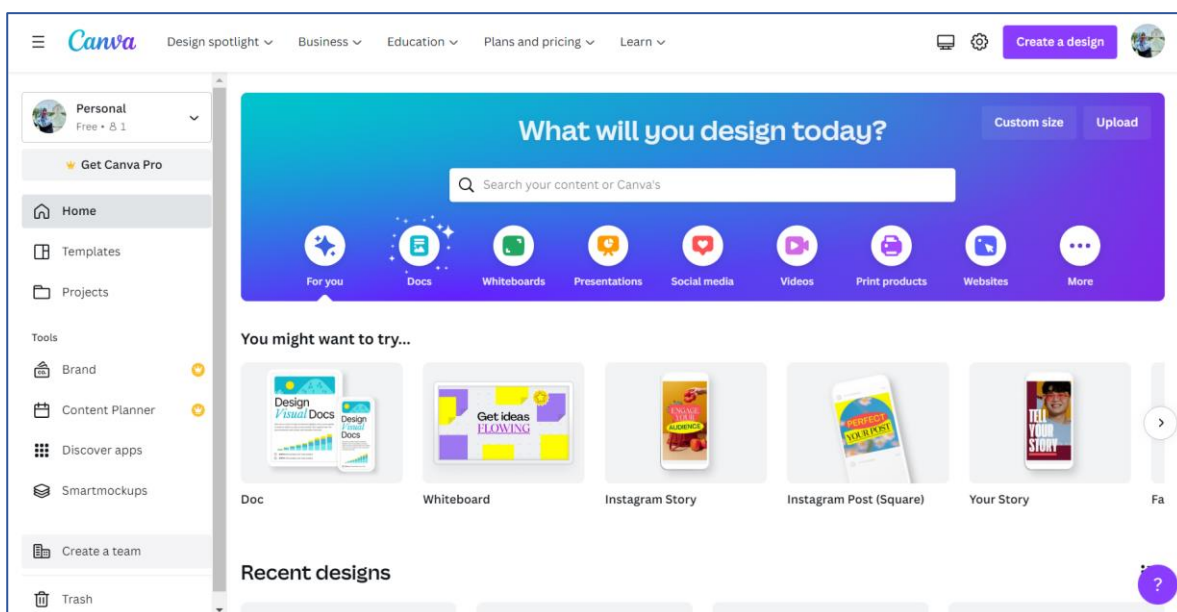 Canva
Design spotlight
Business
Education
Plans and pricing
Learn
Create a design
Personal
Free • 1
Get Canva Pro
Home
Templates
Projects
Tools
Brand
Content Planner
Discover apps
Smartmockups
Create a team
Trash
What will you design today?
Custom size
Upload
Search your content or Canva's
For you
Docs
Whiteboards
Presentations
Social media
Videos
Print products
Websites
More
You might want to try...
Design
Visual Docs
Design
Visual
Docs
Get ideas
FLOWING
ENGAGE
YOUR
AUDIENCE
PERFECT
YOUR POST
TELL
YOUR
STORY
Doc
Whiteboard
Instagram Story
Instagram Post (Square)
Your Story
Fa
Recent designs
?